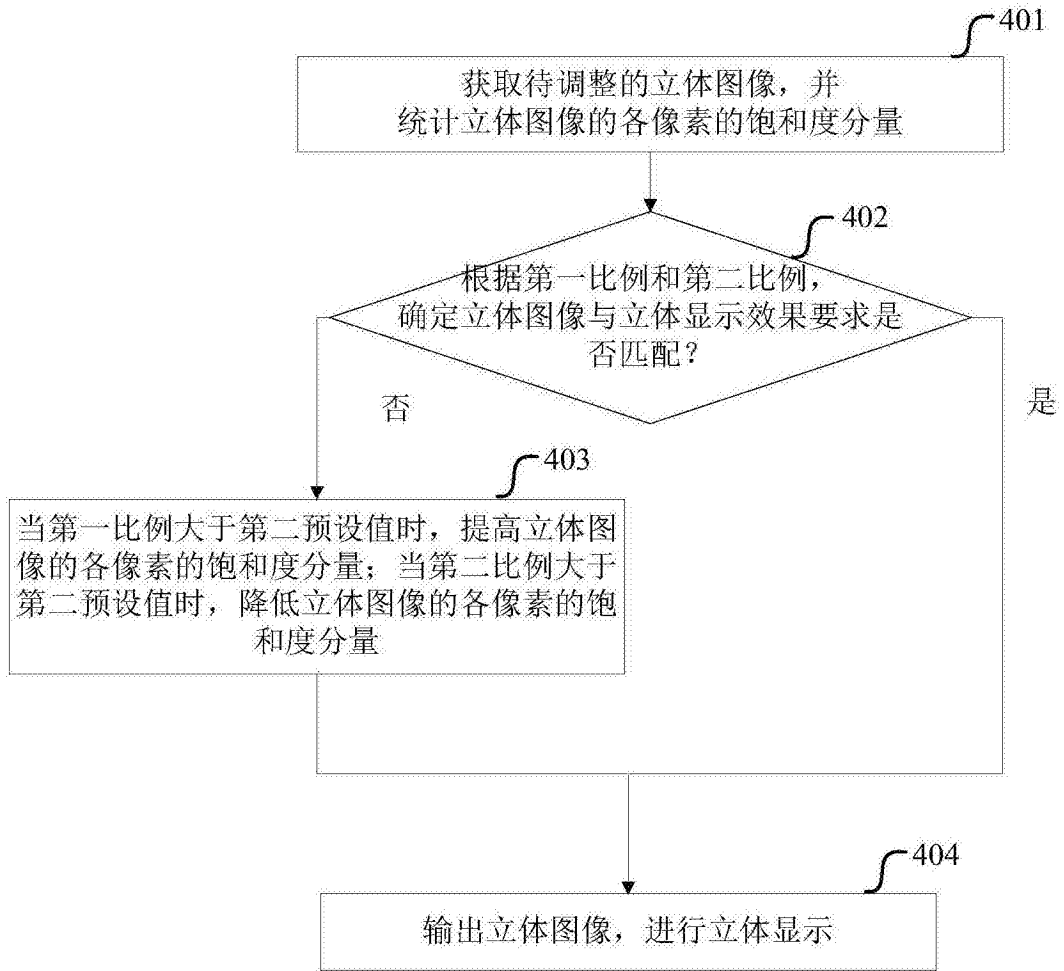 401
获取待调整的立体图像，并
统计立体图像的各像素的饱和度分量
402
根据第一比例和第二比例，
确定立体图像与立体显示效果要求是
否匹配？
否
是
403
当第一比例大于第二预设值时，提高立体图
像的各像素的饱和度分量；当第二比例大于
第二预设值时，降低立体图像的各像素的饱
和度分量
404
输出立体图像，进行立体显示